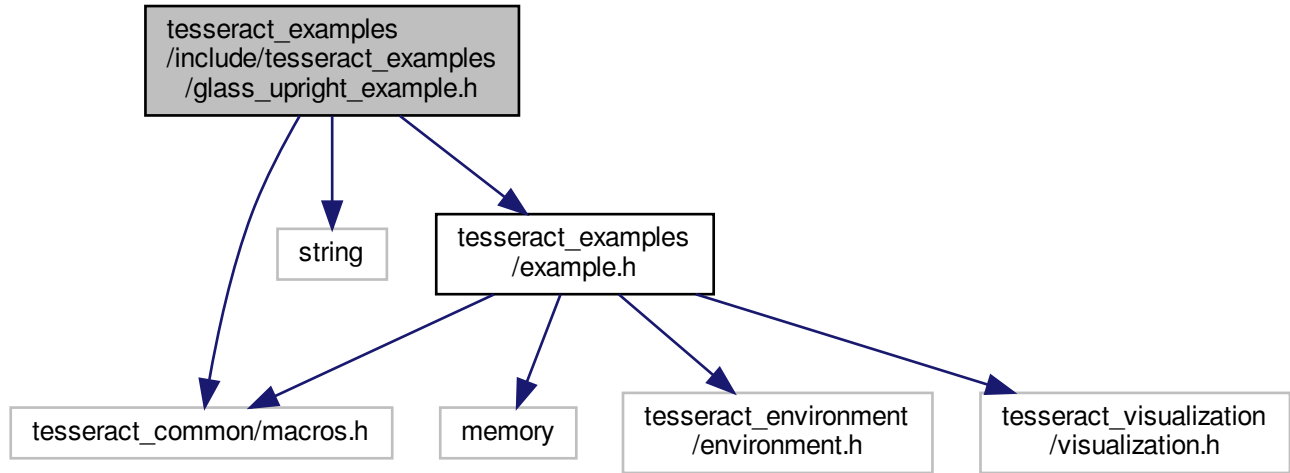 tesseract_examples
/include/tesseract_examples
/glass_upright_example.h
string
tesseract_examples
/example.h
tesseract_common/macros.h
memory
tesseract_environment
/environment.h
tesseract_visualization
/visualization.h